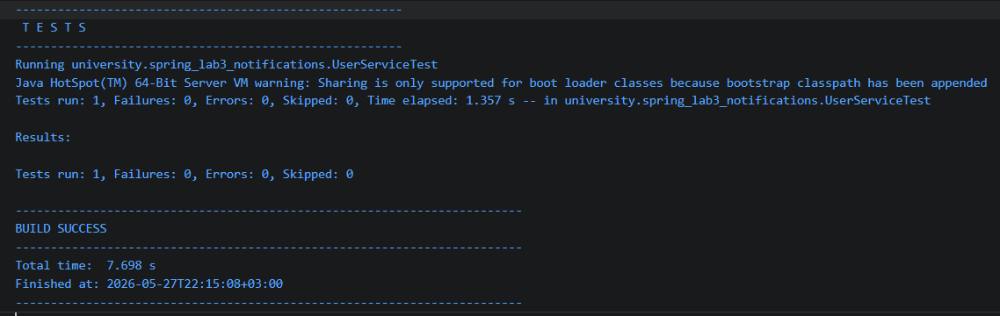 -------------------------------------------------------
T E S T S
-------------------------------------------------------
Running university.spring_lab3_notifications.UserServiceTest
Java HotSpot(TM) 64-Bit Server VM warning: Sharing is only supported for boot loader classes because bootstrap classpath has been appended
Tests run: 1, Failures: 0, Errors: 0, Skipped: 0, Time elapsed: 1.357 s -- in university.spring_lab3_notifications.UserServiceTest
Results:
Tests run: 1, Failures: 0, Errors: 0, Skipped: 0
------------------------------------------------------------------------
BUILD SUCCESS
------------------------------------------------------------------------
Total time:  7.698 s
Finished at: 2026-05-27T22:15:08+03:00
------------------------------------------------------------------------